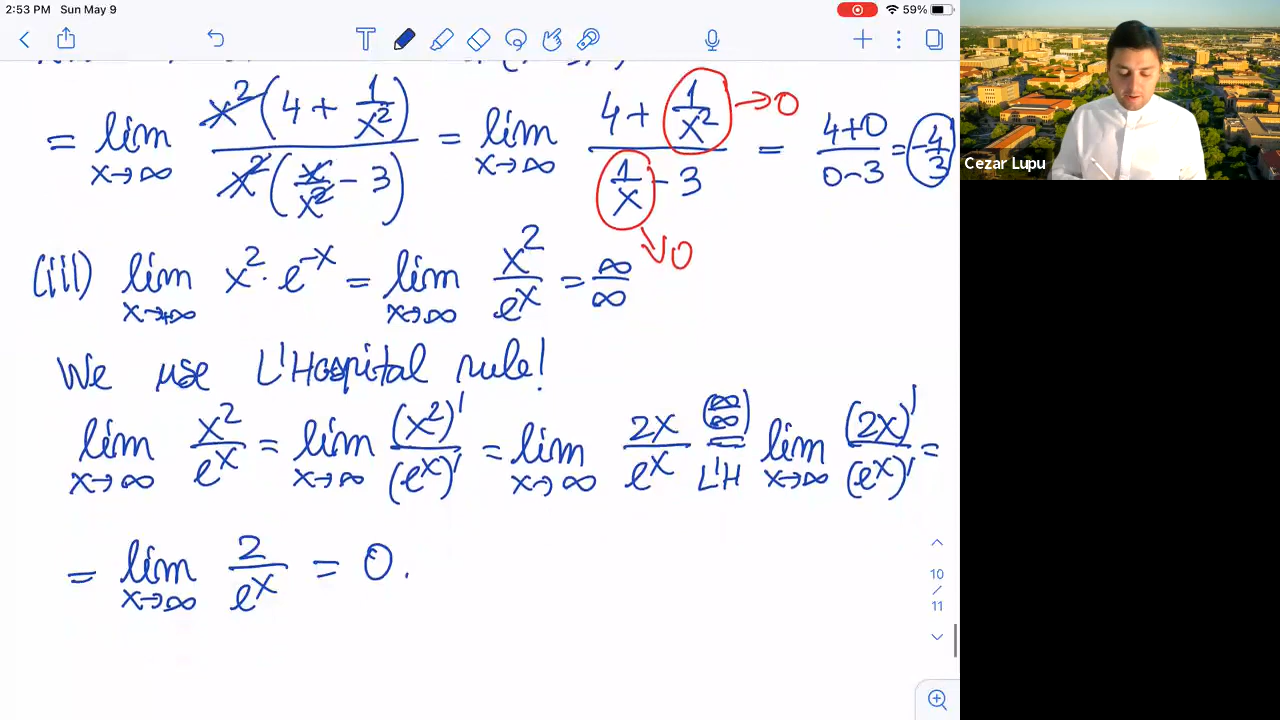 2:53 PM Sun May 9 59%
= lim x→∞ x²(4 + 1/x²) / x²(x/x² - 3) = lim x→∞ (4 + 1/x²) / (1/x - 3) = (4+0)/(0-3) = -4/3
→0
→0
Cezar Lupu
(iii) lim x→+∞ x² · e^-x = lim x→∞ x²/e^x = ∞/∞
We use L'Hospital rule!
lim x→∞ x²/e^x = lim x→∞ (x²)'/(e^x)' = lim x→∞ 2x/e^x (∞/∞) = L'H lim x→∞ (2x)'/(e^x)' =
= lim x→∞ 2/e^x = 0.
10
/
11